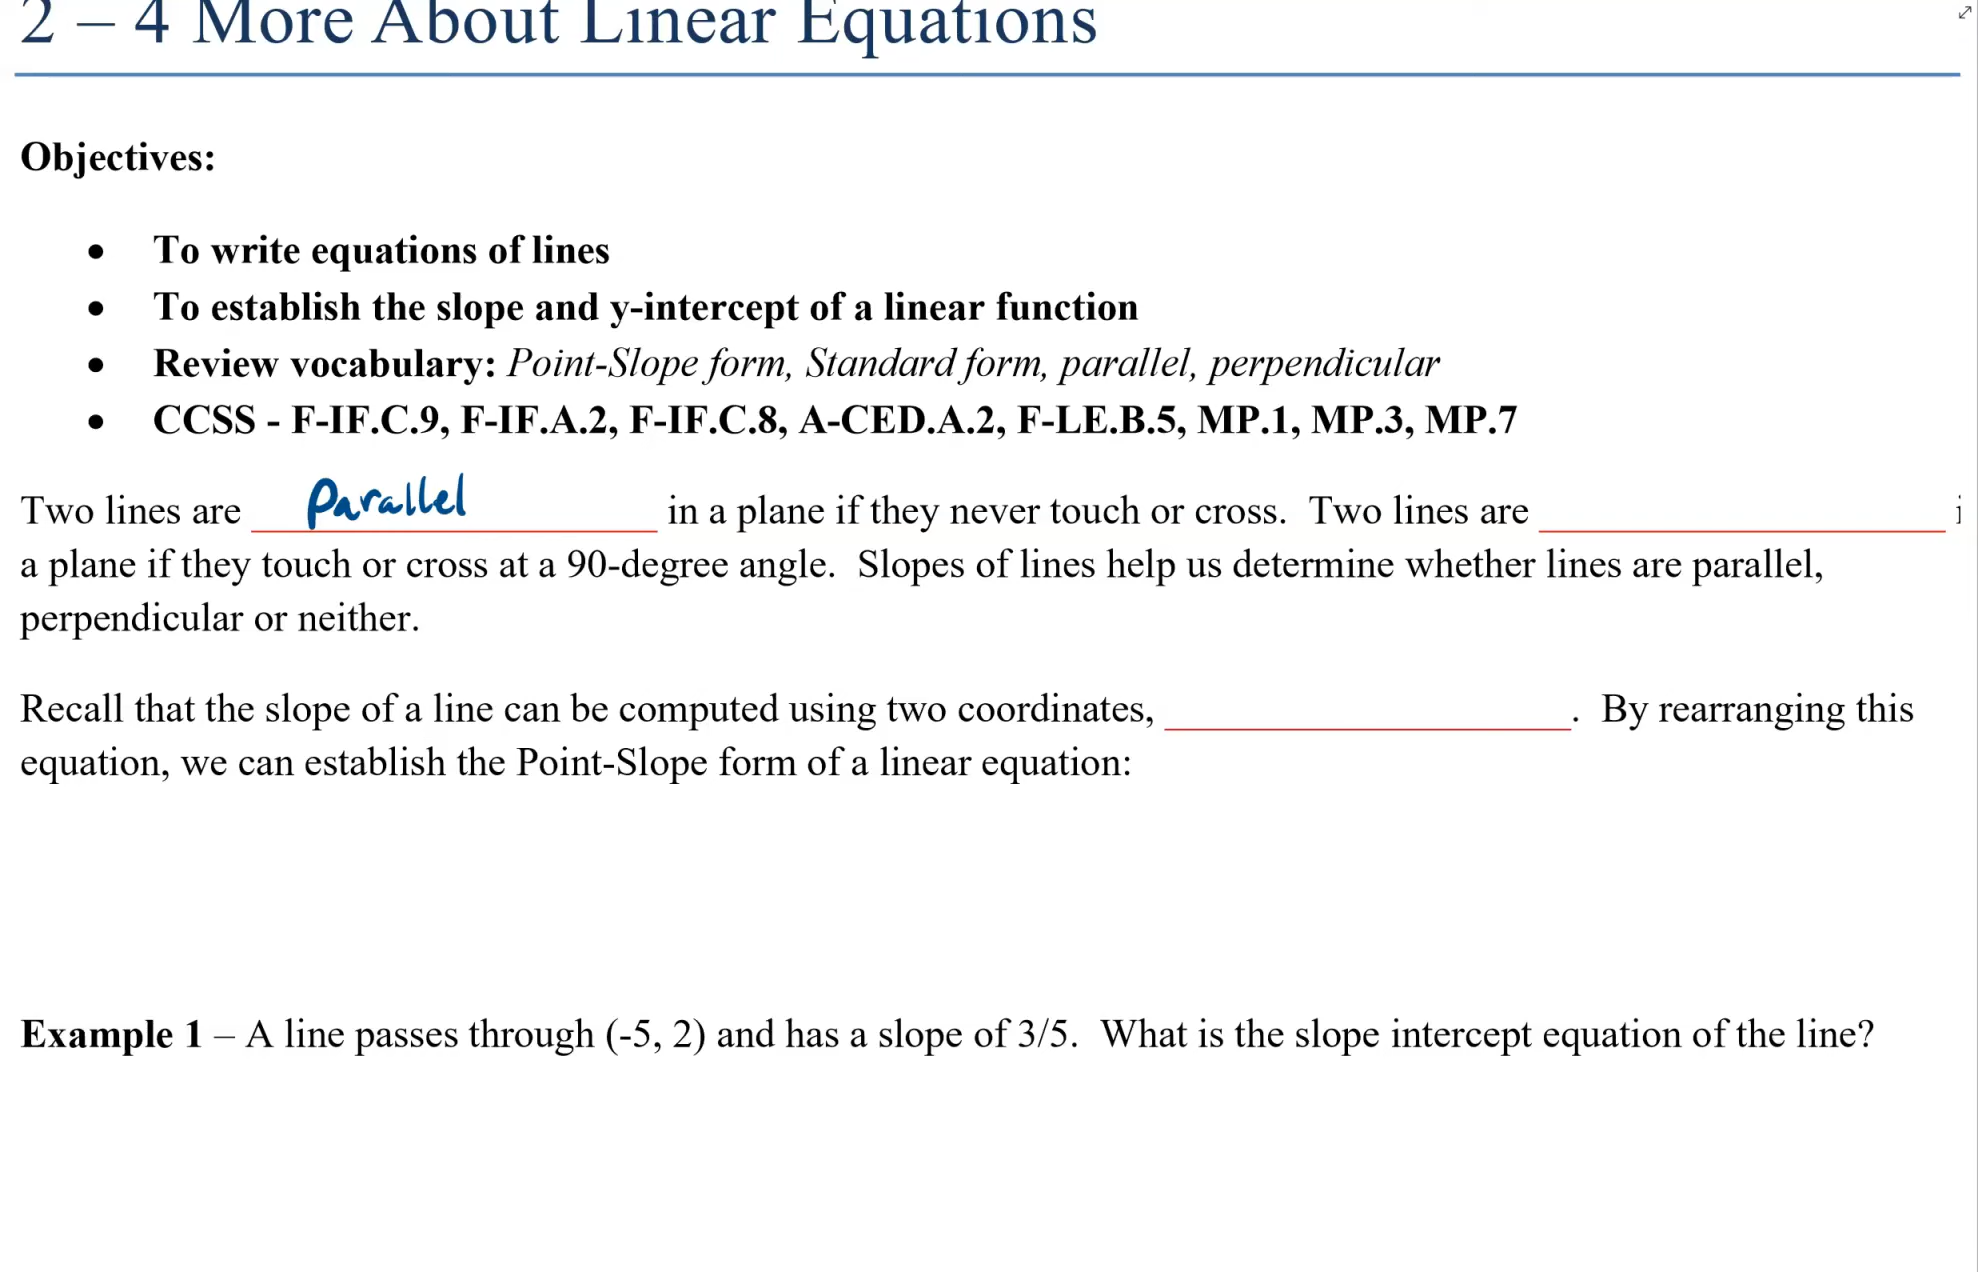 2 – 4 More About Linear Equations
Objectives:
• To write equations of lines
• To establish the slope and y-intercept of a linear function
• Review vocabulary: Point-Slope form, Standard form, parallel, perpendicular
• CCSS - F-IF.C.9, F-IF.A.2, F-IF.C.8, A-CED.A.2, F-LE.B.5, MP.1, MP.3, MP.7
Two lines are Parallel in a plane if they never touch or cross. Two lines are ____________________
a plane if they touch or cross at a 90-degree angle. Slopes of lines help us determine whether lines are parallel,
perpendicular or neither.
Recall that the slope of a line can be computed using two coordinates, ____________________. By rearranging this
equation, we can establish the Point-Slope form of a linear equation:
Example 1 – A line passes through (-5, 2) and has a slope of 3/5. What is the slope intercept equation of the line?